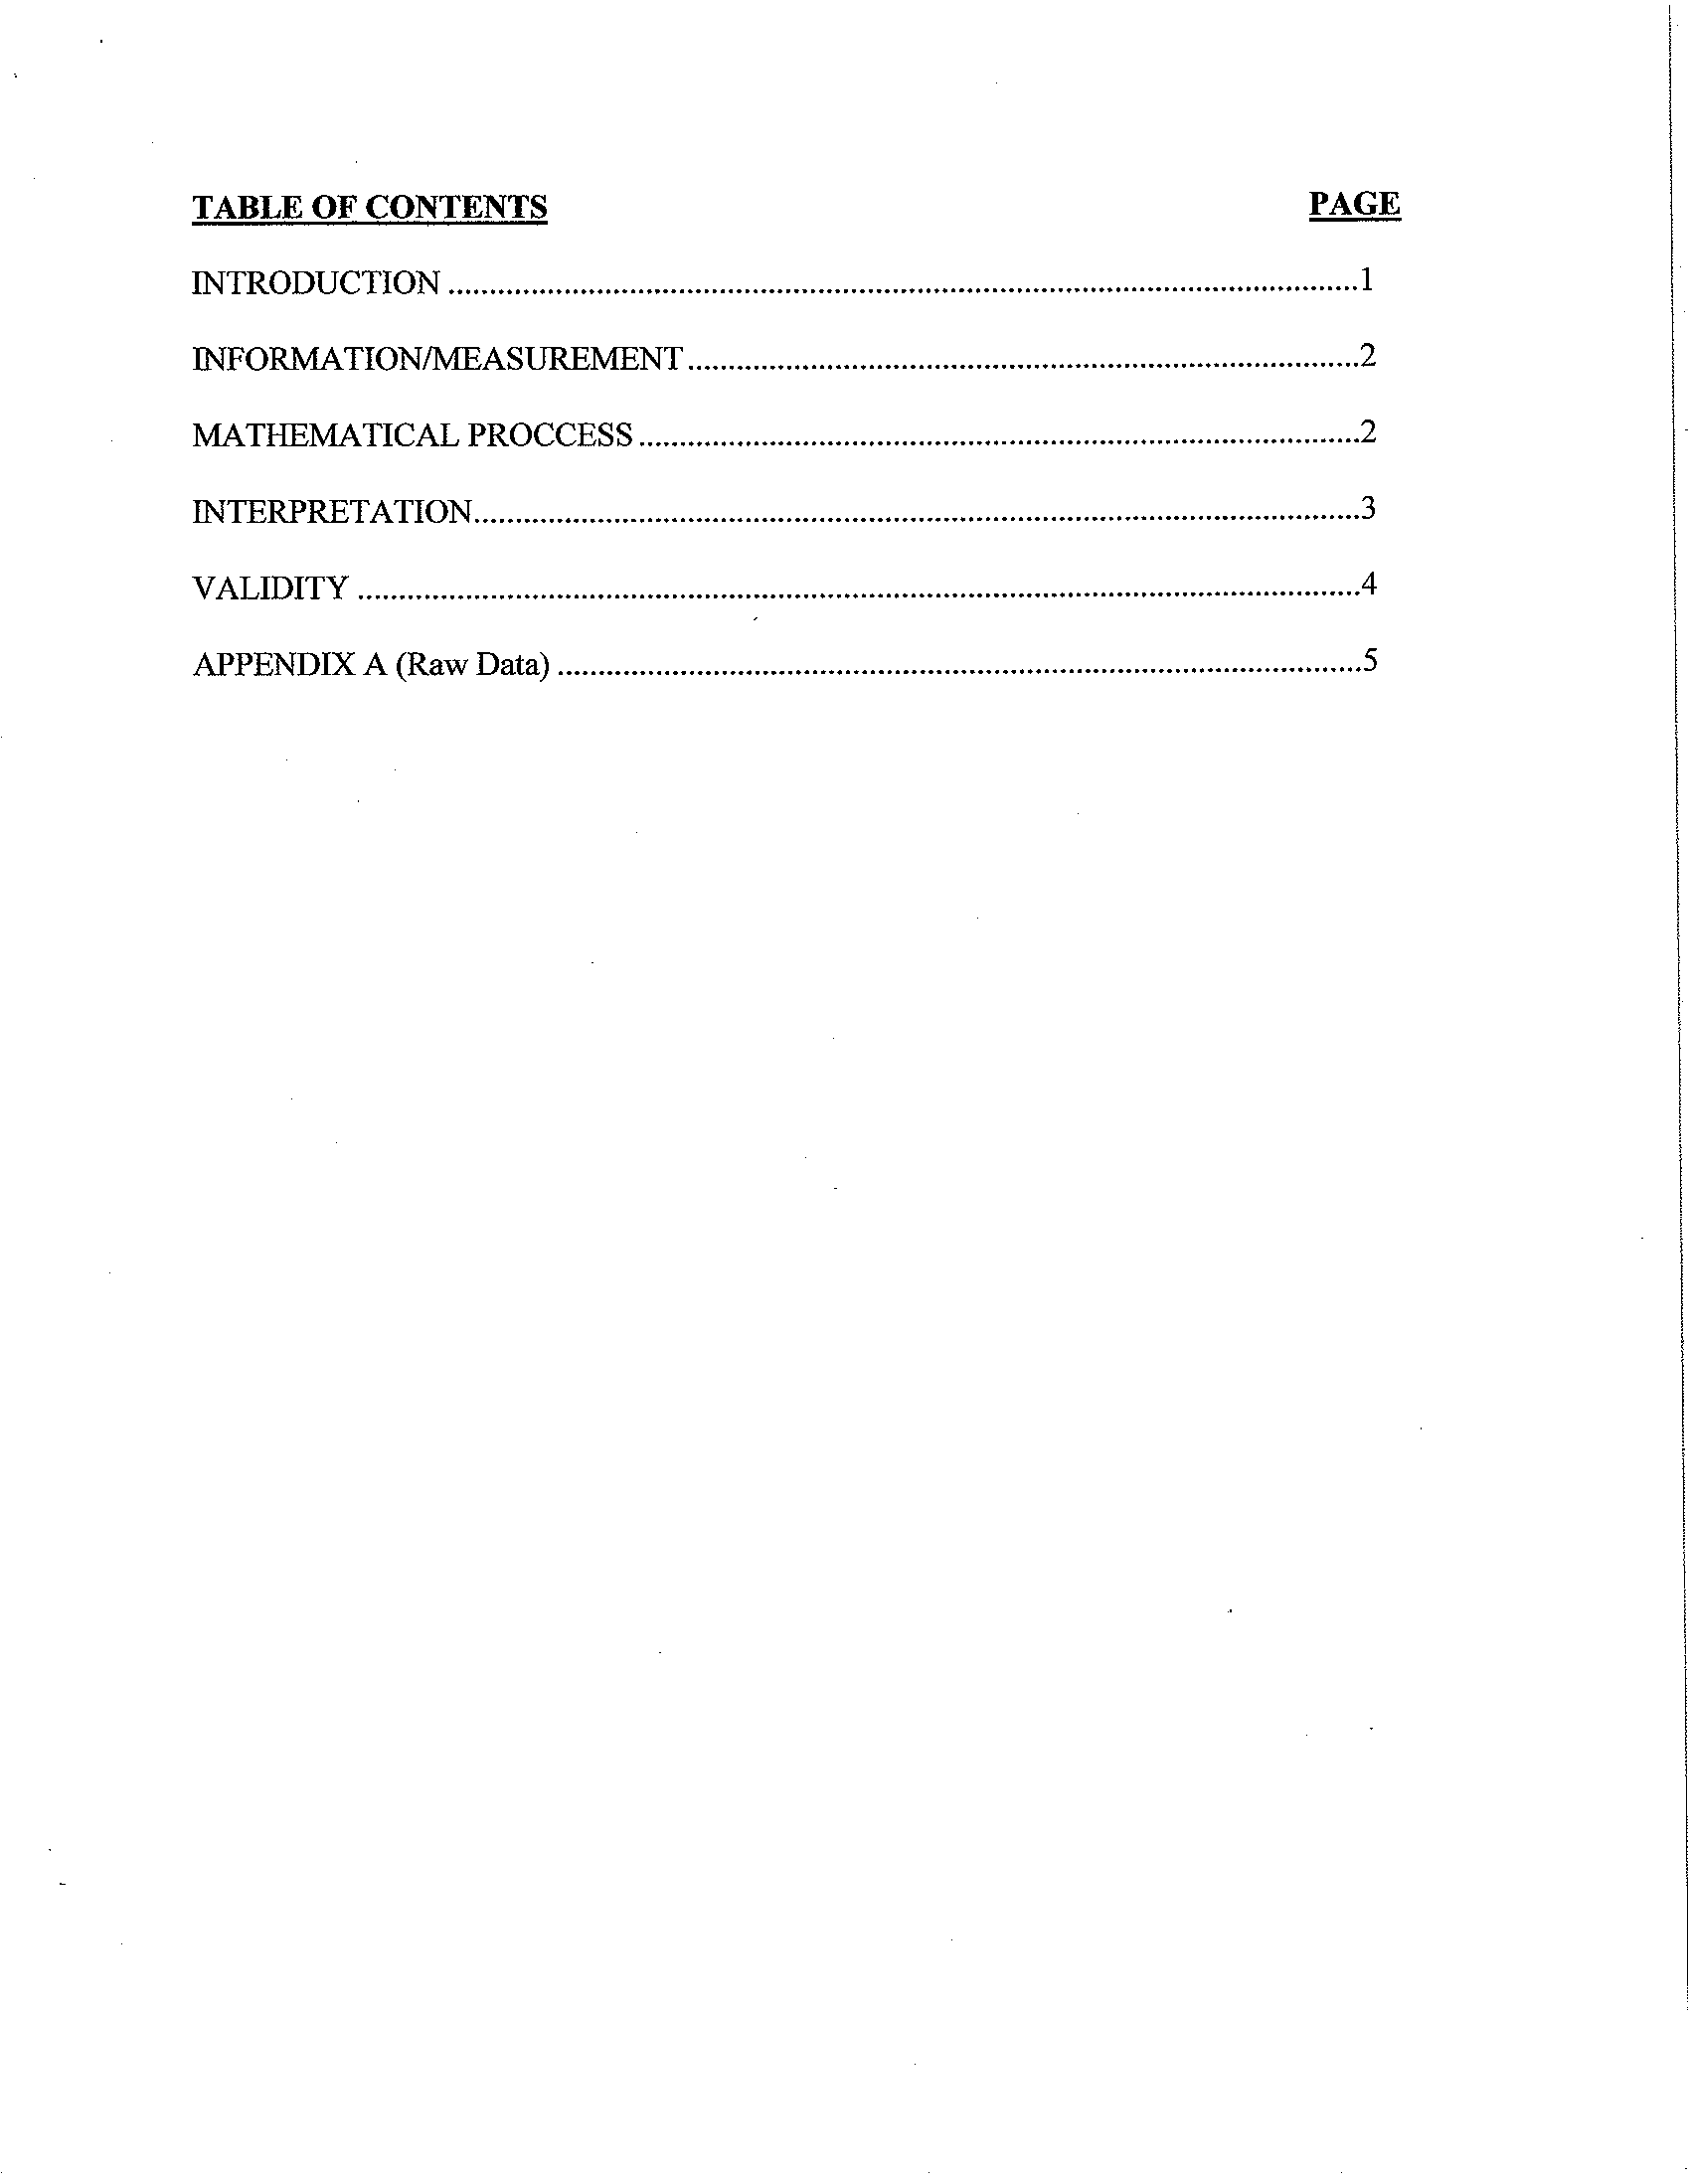 TABLE OF CONTENTS PAGE
INTRODUCTION ........................................................................................................1
INFORMATION/MEASUREMENT.............................................................................2
MATHEMATICAL PROCCESS ...................................................................................2
INTERPRETATION.....................................................................................................3
VALIDITY ...................................................................................................................4
APPENDIX A (Raw Data) ............................................................................................5